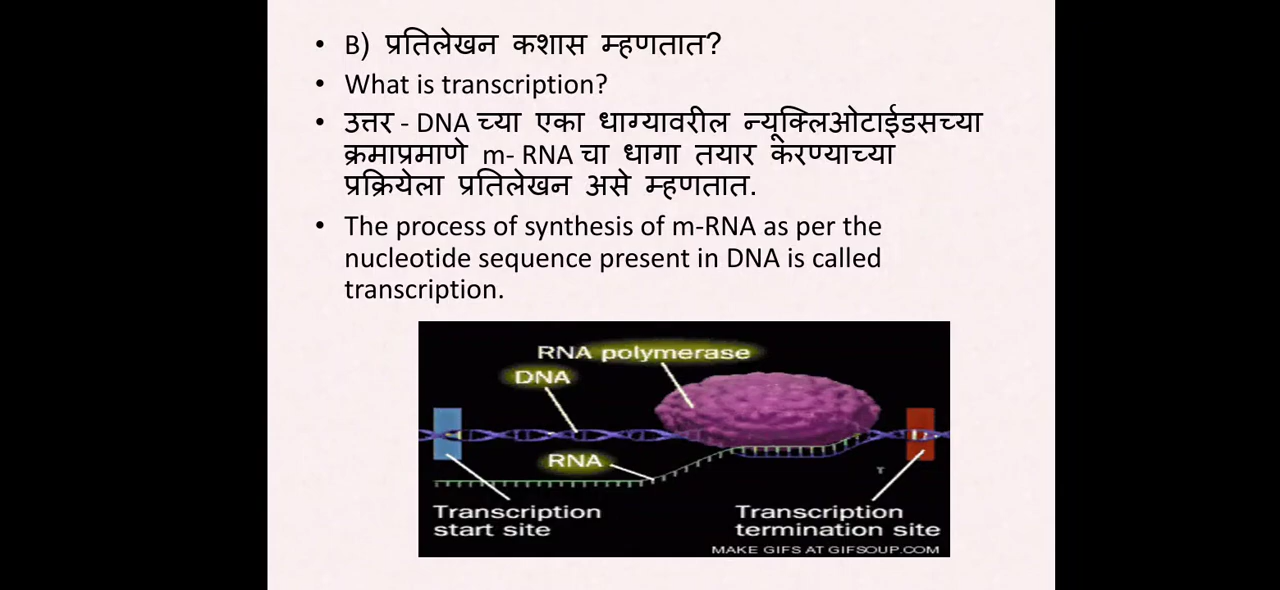 • B) प्रतिलेखन कशास म्हणतात?
• What is transcription?
• उत्तर - DNA च्या एका धाग्यावरील न्यूक्लिओटाईडसच्या
क्रमाप्रमाणे m- RNA चा धागा तयार करण्याच्या
प्रक्रियेला प्रतिलेखन असे म्हणतात.
• The process of synthesis of m-RNA as per the
nucleotide sequence present in DNA is called
transcription.
RNA polymerase
DNA
RNA
T
Transcription
start site
Transcription
termination site
MAKE GIFS AT GIFSOUP.COM